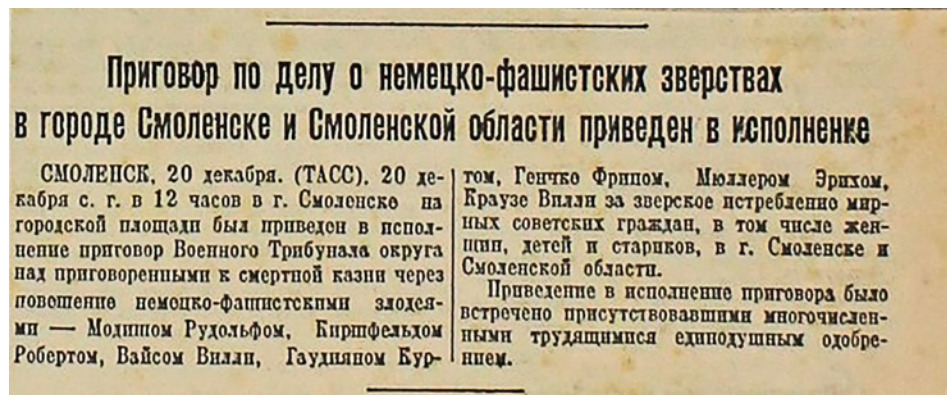 Приговор по делу о немецко-фашистских зверствах
в городе Смоленске и Смоленской области приведен в исполнение
СМОЛЕНСК, 20 декабря. (ТАСС). 20 де-
кабря с. г. в 12 часов в г. Смоленске на
городской площади был приведен в испол-
нение приговор Военного Трибунала округа
над приговоренными к смертной казни через
повешение немецко-фашистскими злодея-
ми — Модишом Рудольфом, Киршфельдом
Робертом, Вайсом Вилли, Гаудияном Кур-
том, Генчке Фрицом, Мюллером Эрихом,
Краузе Вилли за зверское истребление мир-
ных советских граждан, в том числе жен-
щин, детей и стариков, в г. Смоленске и
Смоленской области.
Приведение в исполнение приговора было
встречено присутствовавшими многочислен-
ными трудящимися единодушным одобре-
нием.